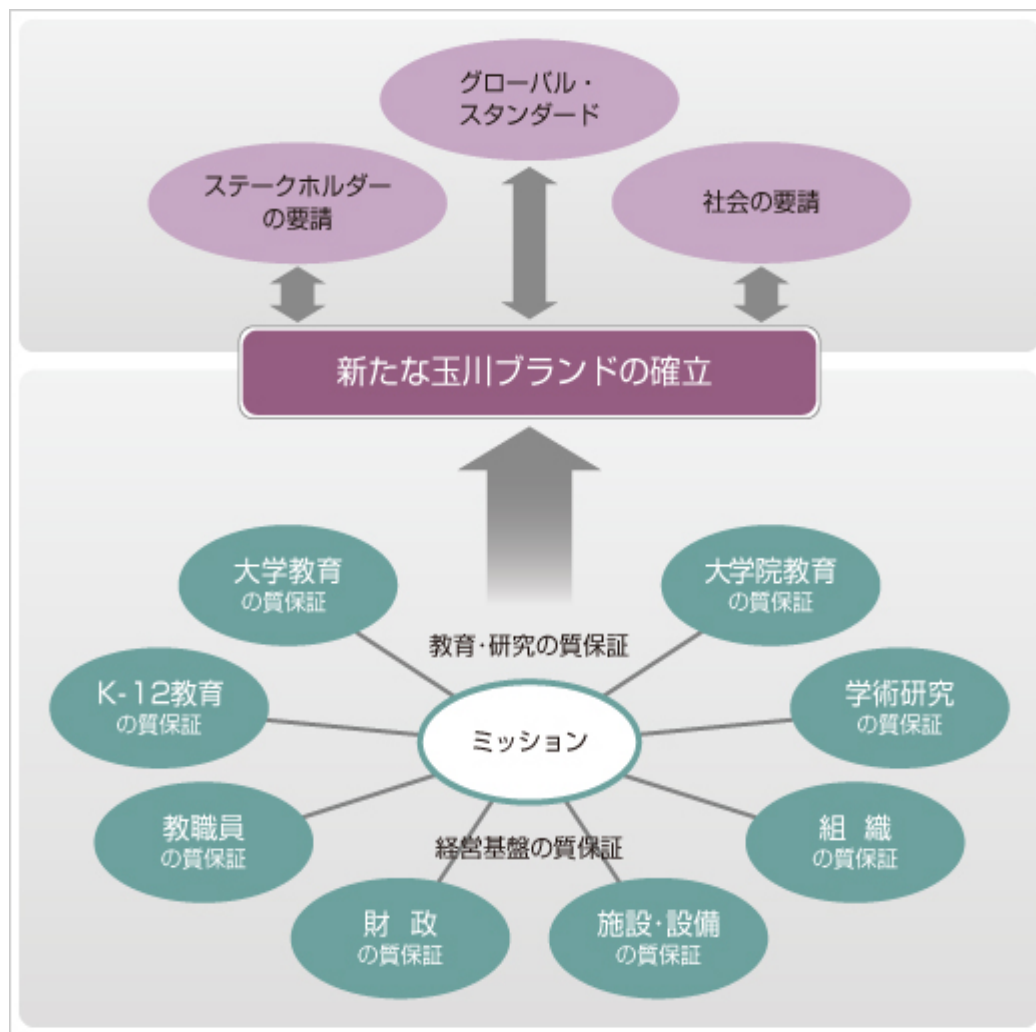 グローバル・
スタンダード
ステークホルダー
の要請
社会の要請
新たな玉川ブランドの確立
大学教育
の質保証
大学院教育
の質保証
教育・研究の質保証
K-12教育
の質保証
学術研究
の質保証
ミッション
教職員
の質保証
組 織
の質保証
経営基盤の質保証
財 政
の質保証
施設・設備
の質保証